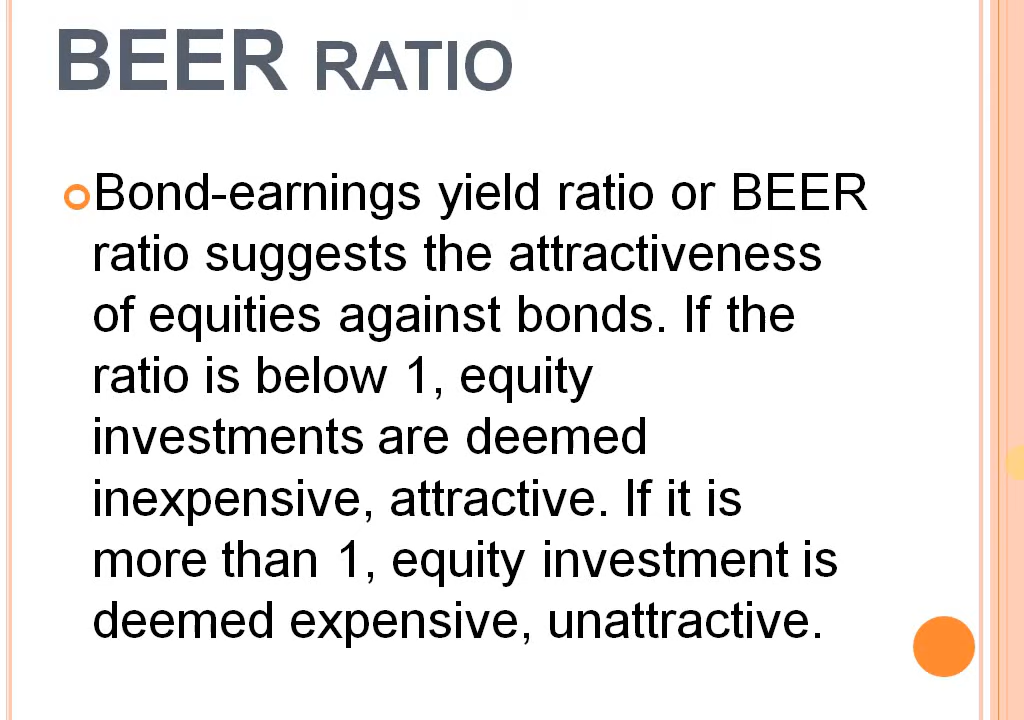 BEER RATIO
Bond-earnings yield ratio or BEER
ratio suggests the attractiveness
of equities against bonds. If the
ratio is below 1, equity
investments are deemed
inexpensive, attractive. If it is
more than 1, equity investment is
deemed expensive, unattractive.